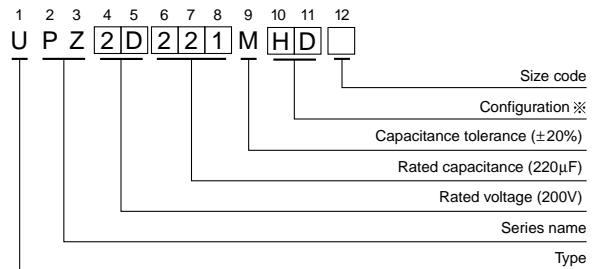 1 2 3 4 5 6 7 8 9 10 11 12
U P Z 2 D 2 2 1 M H D
Size code
Configuration ※
Capacitance tolerance (±20%)
Rated capacitance (220μF)
Rated voltage (200V)
Series name
Type